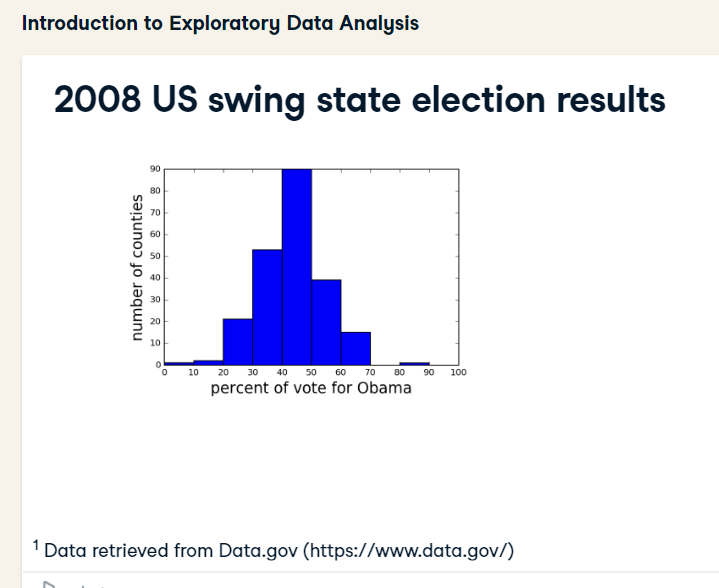 Introduction to Exploratory Data Analysis
2008 US swing state election results
90
80
70
60
50
40
30
20
10
0
number of counties
0 10 20 30 40 50 60 70 80 90 100
percent of vote for Obama
1 Data retrieved from Data.gov (https://www.data.gov/)